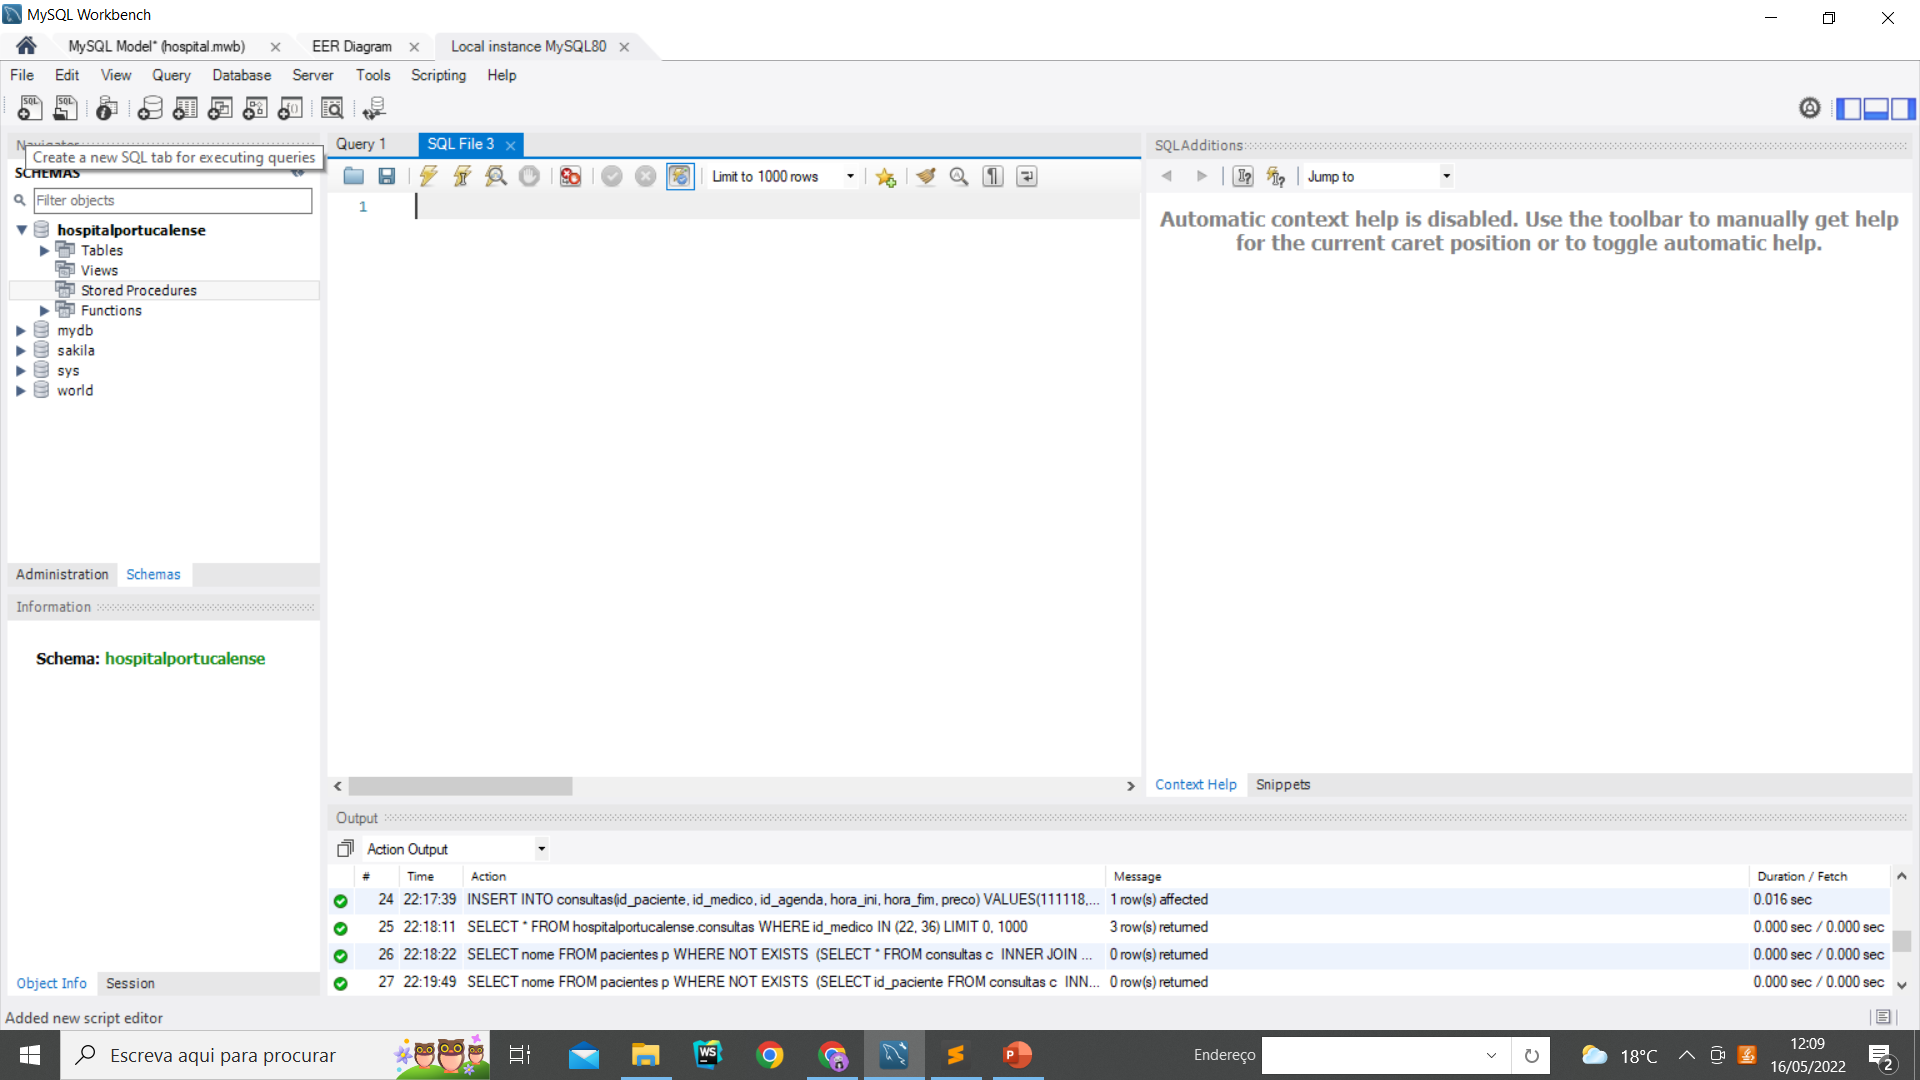 MySQL Workbench
MySQL Model* (hospital.mwb)
EER Diagram
Local instance MySQL80
File Edit View Query Database Server Tools Scripting Help
Create a new SQL tab for executing queries
SCHEMAS
Filter objects
hospitalportucalense
Tables
Views
Stored Procedures
Functions
mydb
sakila
sys
world
Administration Schemas
Information
Schema: hospitalportucalense
Object Info Session
Query 1
SQL File 3
Limit to 1000 rows
1
SQLAdditions
Jump to
Automatic context help is disabled. Use the toolbar to manually get help
for the current caret position or to toggle automatic help.
Context Help Snippets
Output
Action Output
# Time Action Message Duration / Fetch
24 22:17:39 INSERT INTO consultas(id_paciente, id_medico, id_agenda, hora_ini, hora_fim, preco) VALUES(111118,... 1 row(s) affected 0.016 sec
25 22:18:11 SELECT * FROM hospitalportucalense.consultas WHERE id_medico IN (22, 36) LIMIT 0, 1000 3 row(s) returned 0.000 sec / 0.000 sec
26 22:18:22 SELECT nome FROM pacientes p WHERE NOT EXISTS (SELECT * FROM consultas c INNER JOIN ... 0 row(s) returned 0.000 sec / 0.000 sec
27 22:19:49 SELECT nome FROM pacientes p WHERE NOT EXISTS (SELECT id_paciente FROM consultas c INN... 0 row(s) returned 0.000 sec / 0.000 sec
Added new script editor
Escreva aqui para procurar
WS
P
Endereço
18°C
12:09
16/05/2022
2